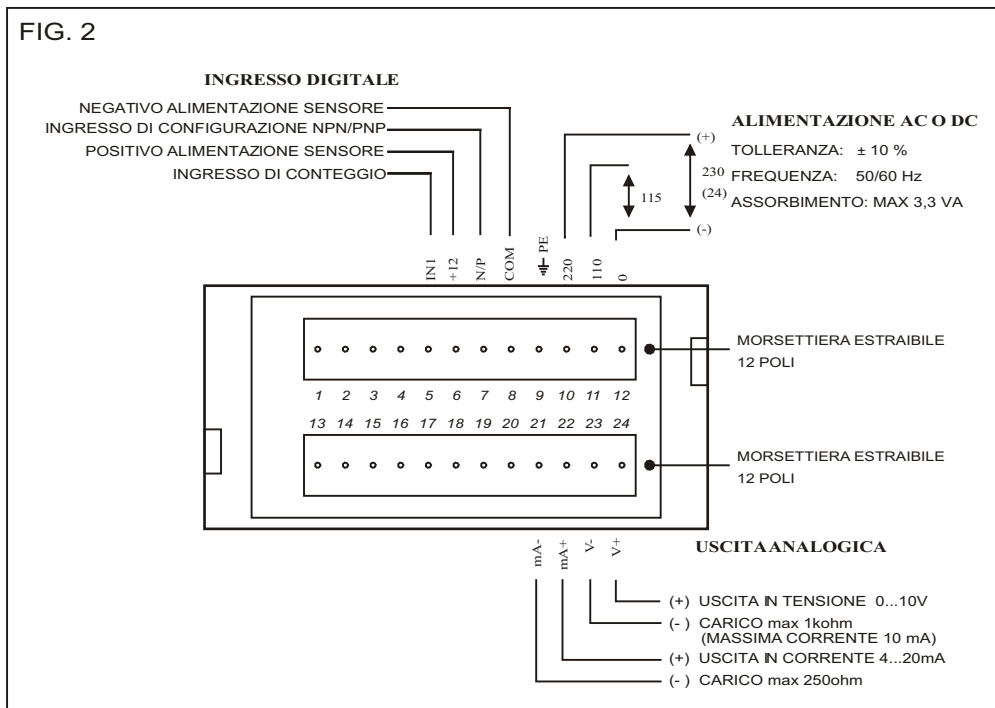 FIG. 2
INGRESSO DIGITALE
NEGATIVO ALIMENTAZIONE SENSORE
INGRESSO DI CONFIGURAZIONE NPN/PNP
POSITIVO ALIMENTAZIONE SENSORE
INGRESSO DI CONTEGGIO
ALIMENTAZIONE AC O DC
TOLLERANZA: ± 10 %
FREQUENZA: 50/60 Hz
ASSORBIMENTO: MAX 3,3 VA
(+)
230
(24)
115
(-)
IN1
+12
N/P
COM
PE
220
110
0
MORSETTIERA ESTRAIBILE
12 POLI
1 2 3 4 5 6 7 8 9 10 11 12
13 14 15 16 17 18 19 20 21 22 23 24
MORSETTIERA ESTRAIBILE
12 POLI
mA-
mA+
V-
V+
USCITA ANALOGICA
(+) USCITA IN TENSIONE 0...10V
(-) CARICO max 1kohm
(MASSIMA CORRENTE 10 mA)
(+) USCITA IN CORRENTE 4...20mA
(-) CARICO max 250ohm